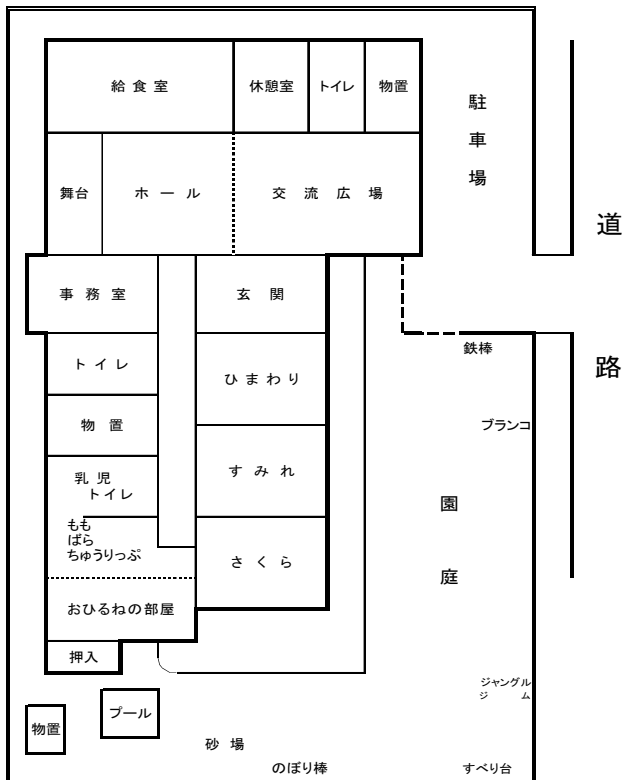 給食室
休憩室
トイレ
物置
駐車場
舞台
ホール
交流広場
道路
事務室
玄関
鉄棒
トイレ
ひまわり
物置
ブランコ
乳児
トイレ
すみれ
園庭
もも
ばら
ちゅうりっぷ
さくら
おひるねの部屋
押入
ジャングル
ジム
プール
物置
砂場
のぼり棒
すべり台